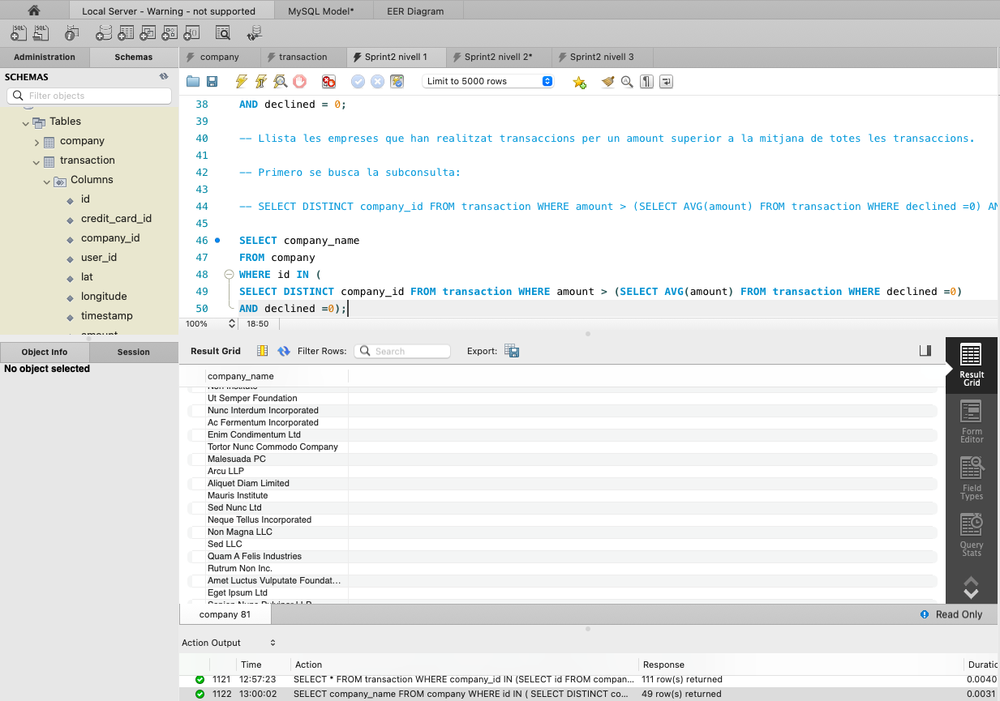 Local Server - Warning - not supported
MySQL Model*
EER Diagram
Administration
Schemas
company
transaction
Sprint2 nivell 1
Sprint2 nivell 2*
Sprint2 nivell 3
SCHEMAS
Filter objects
Tables
company
transaction
Columns
id
credit_card_id
company_id
user_id
lat
longitude
timestamp
amount
Object Info
Session
No object selected
Limit to 5000 rows
38 AND declined = 0;
39
40 -- Llista les empreses que han realitzat transaccions per un amount superior a la mitjana de totes les transaccions.
41
42 -- Primero se busca la subconsulta:
43
44 -- SELECT DISTINCT company_id FROM transaction WHERE amount > (SELECT AVG(amount) FROM transaction WHERE declined =0) AN
45
46 SELECT company_name
47 FROM company
48 WHERE id IN (
49 SELECT DISTINCT company_id FROM transaction WHERE amount > (SELECT AVG(amount) FROM transaction WHERE declined =0)
50 AND declined =0);
100%
18:50
Result Grid
Filter Rows:
Search
Export:
company_name
Non Institute
Ut Semper Foundation
Nunc Interdum Incorporated
Ac Fermentum Incorporated
Enim Condimentum Ltd
Tortor Nunc Commodo Company
Malesuada PC
Arcu LLP
Aliquet Diam Limited
Mauris Institute
Sed Nunc Ltd
Neque Tellus Incorporated
Non Magna LLC
Sed LLC
Quam A Felis Industries
Rutrum Non Inc.
Amet Luctus Vulputate Foundat...
Eget Ipsum Ltd
Sapien Nunc Pulvinar LLP
Result
Grid
Form
Editor
Field
Types
Query
Stats
company 81
Read Only
Action Output
Time
Action
Response
Duratio
1121 12:57:23 SELECT * FROM transaction WHERE company_id IN (SELECT id FROM compan... 111 row(s) returned 0.0040
1122 13:00:02 SELECT company_name FROM company WHERE id IN ( SELECT DISTINCT co... 49 row(s) returned 0.0031